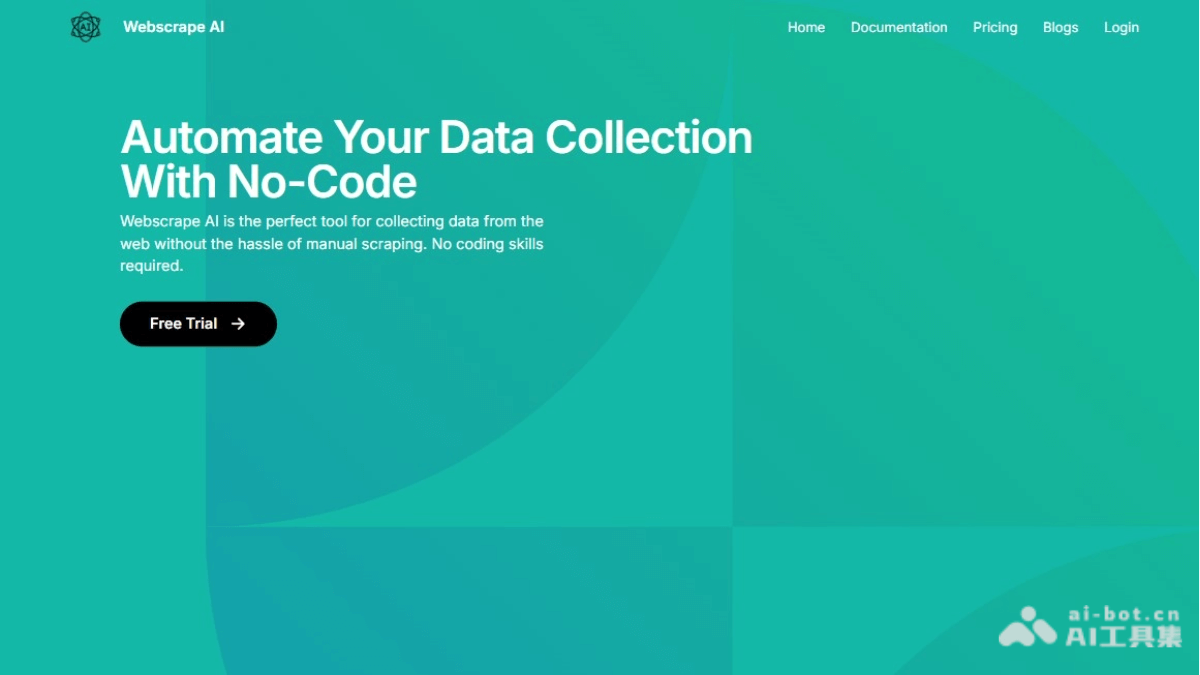 AI
Webscrape AI
Home
Documentation
Pricing
Blogs
Login
Automate Your Data Collection
With No-Code
Webscrape AI is the perfect tool for collecting data from the
web without the hassle of manual scraping. No coding skills
required.
Free Trial →
ai-bot.cn
AI工具集